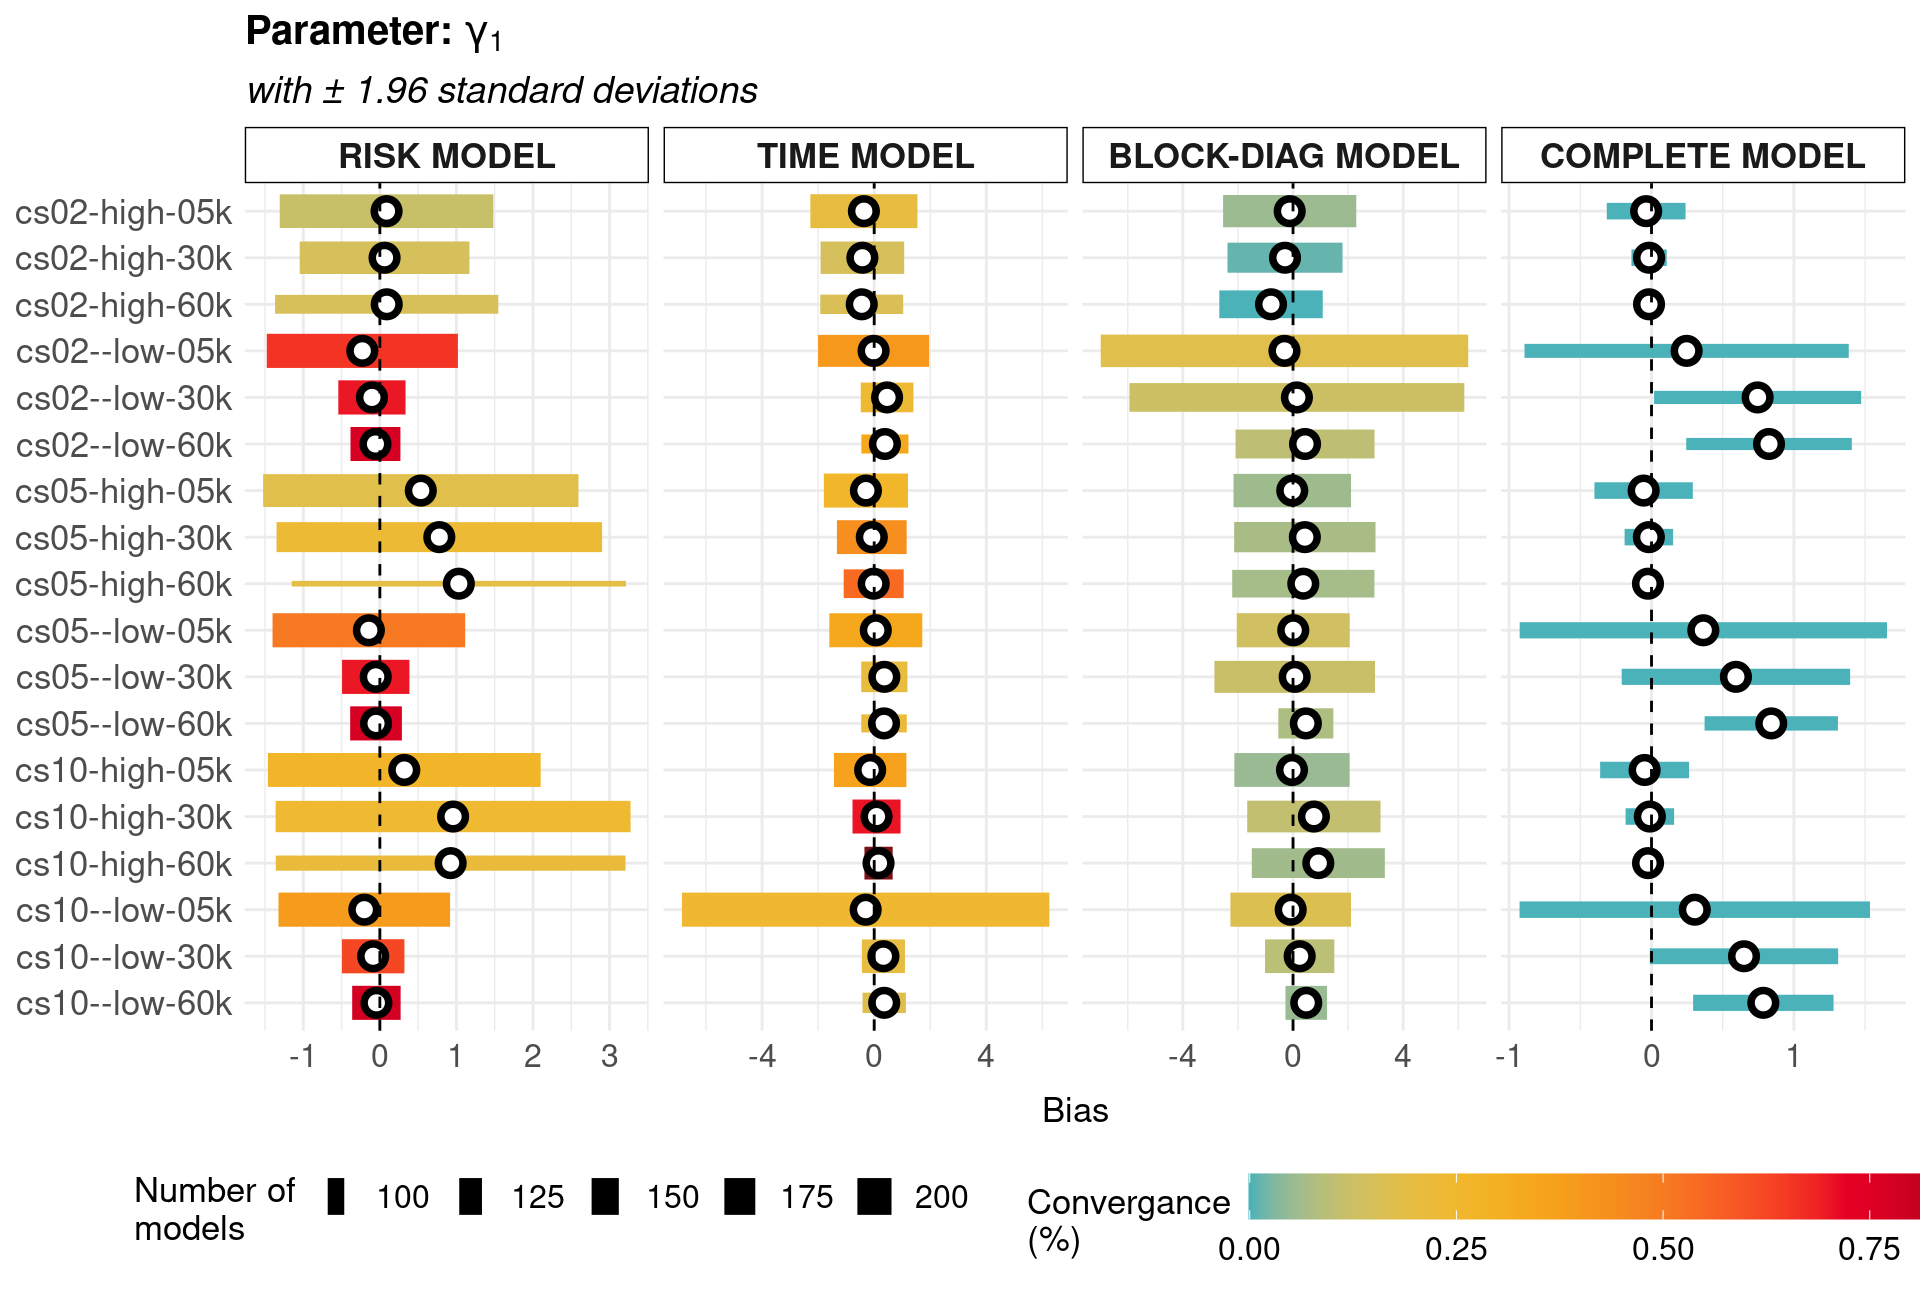 Parameter: γ₁
with ± 1.96 standard deviations
RISK MODEL TIME MODEL BLOCK-DIAG MODEL COMPLETE MODEL
cs02-high-05k
cs02-high-30k
cs02-high-60k
cs02--low-05k
cs02--low-30k
cs02--low-60k
cs05-high-05k
cs05-high-30k
cs05-high-60k
cs05--low-05k
cs05--low-30k
cs05--low-60k
cs10-high-05k
cs10-high-30k
cs10-high-60k
cs10--low-05k
cs10--low-30k
cs10--low-60k
-1 0 1 2 3 -4 0 4 -4 0 4 -1 0 1
Bias
Number of
models
100 125 150 175 200
Convergance
(%)
0.00 0.25 0.50 0.75